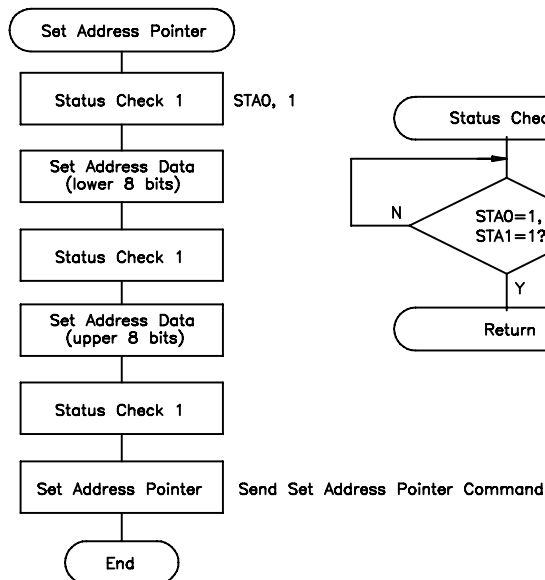 Set Address Pointer
Status Check 1
STA0, 1
Set Address Data
(lower 8 bits)
Status Check 1
Set Address Data
(upper 8 bits)
Status Check 1
Set Address Pointer
Send Set Address Pointer Command
End
Status
STA0=1,
STA1=1?
N
Y
Return